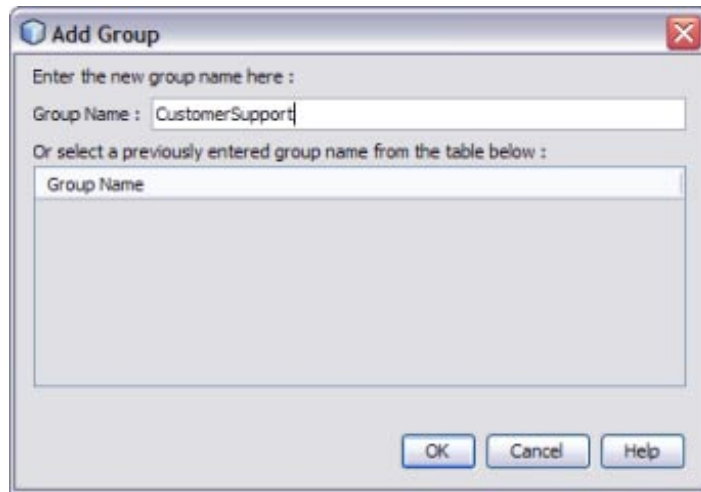 Add Group
Enter the new group name here :
Group Name : CustomerSupport
Or select a previously entered group name from the table below :
Group Name
OK Cancel Help